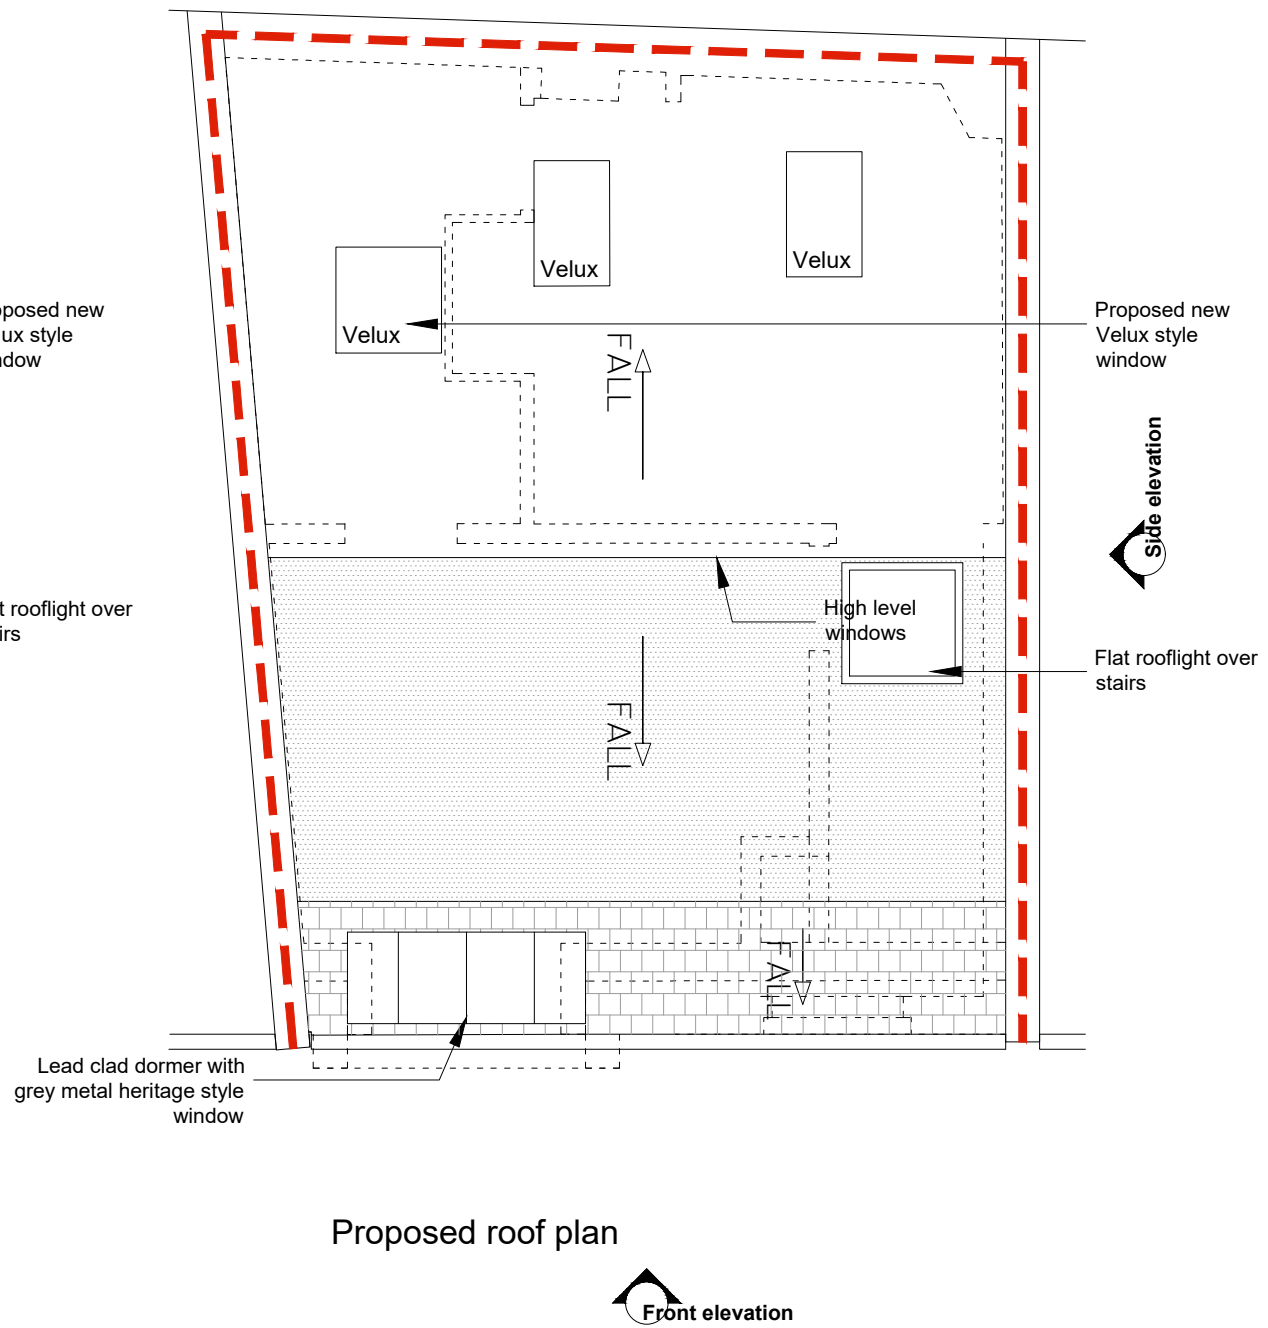 Velux
Velux
Velux
posed new
ux style
ndow
Proposed new
Velux style
window
FALL
Side elevation
t rooflight over
irs
High level
windows
Flat rooflight over
stairs
FALL
FALL
Lead clad dormer with
grey metal heritage style
window
Proposed roof plan
Front elevation